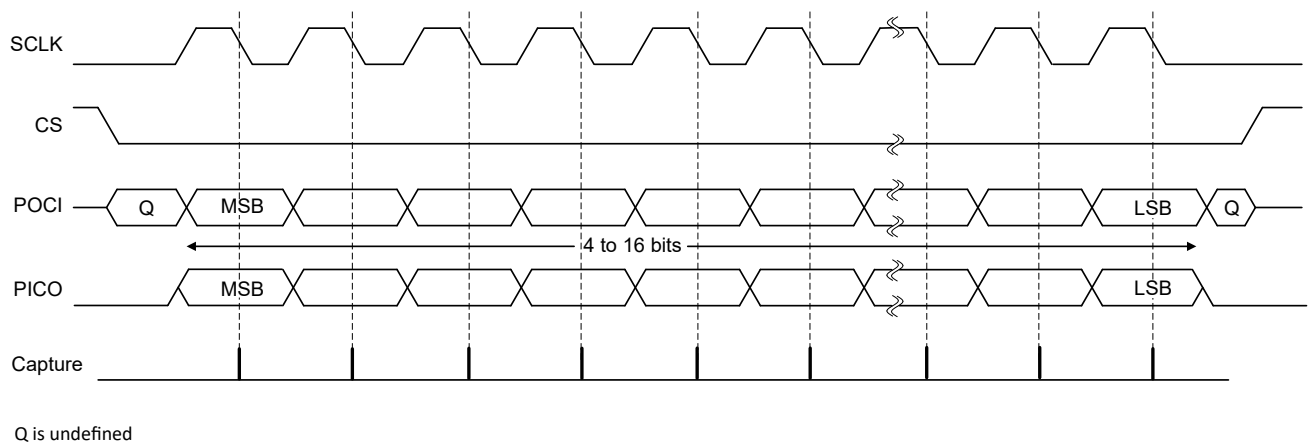 SCLK
CS
POCI Q MSB LSB Q
4 to 16 bits
PICO MSB LSB
Capture
Q is undefined